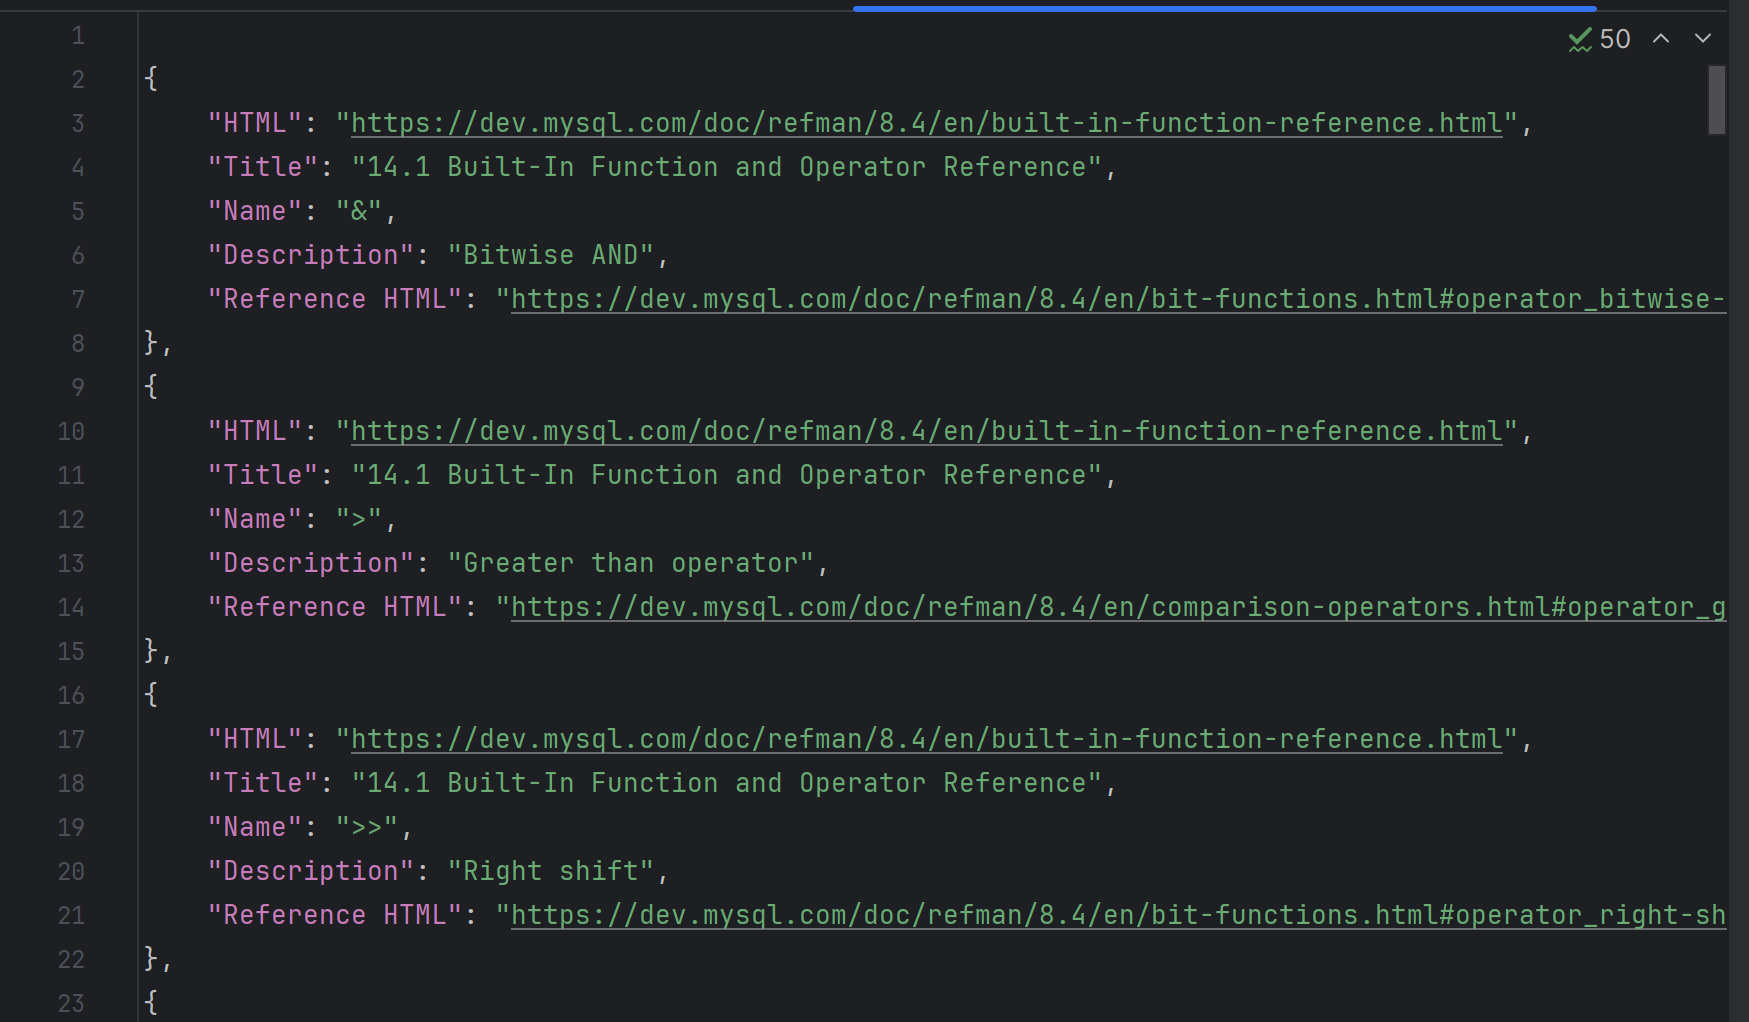 50
1
2 {
3 "HTML": "https://dev.mysql.com/doc/refman/8.4/en/built-in-function-reference.html",
4 "Title": "14.1 Built-In Function and Operator Reference",
5 "Name": "&",
6 "Description": "Bitwise AND",
7 "Reference HTML": "https://dev.mysql.com/doc/refman/8.4/en/bit-functions.html#operator_bitwise-
8 },
9 {
10 "HTML": "https://dev.mysql.com/doc/refman/8.4/en/built-in-function-reference.html",
11 "Title": "14.1 Built-In Function and Operator Reference",
12 "Name": ">",
13 "Description": "Greater than operator",
14 "Reference HTML": "https://dev.mysql.com/doc/refman/8.4/en/comparison-operators.html#operator_g
15 },
16 {
17 "HTML": "https://dev.mysql.com/doc/refman/8.4/en/built-in-function-reference.html",
18 "Title": "14.1 Built-In Function and Operator Reference",
19 "Name": ">>",
20 "Description": "Right shift",
21 "Reference HTML": "https://dev.mysql.com/doc/refman/8.4/en/bit-functions.html#operator_right-sh
22 },
23 {